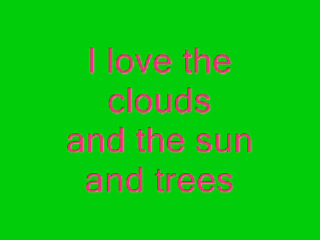 I love the
clouds
and the sun
and trees